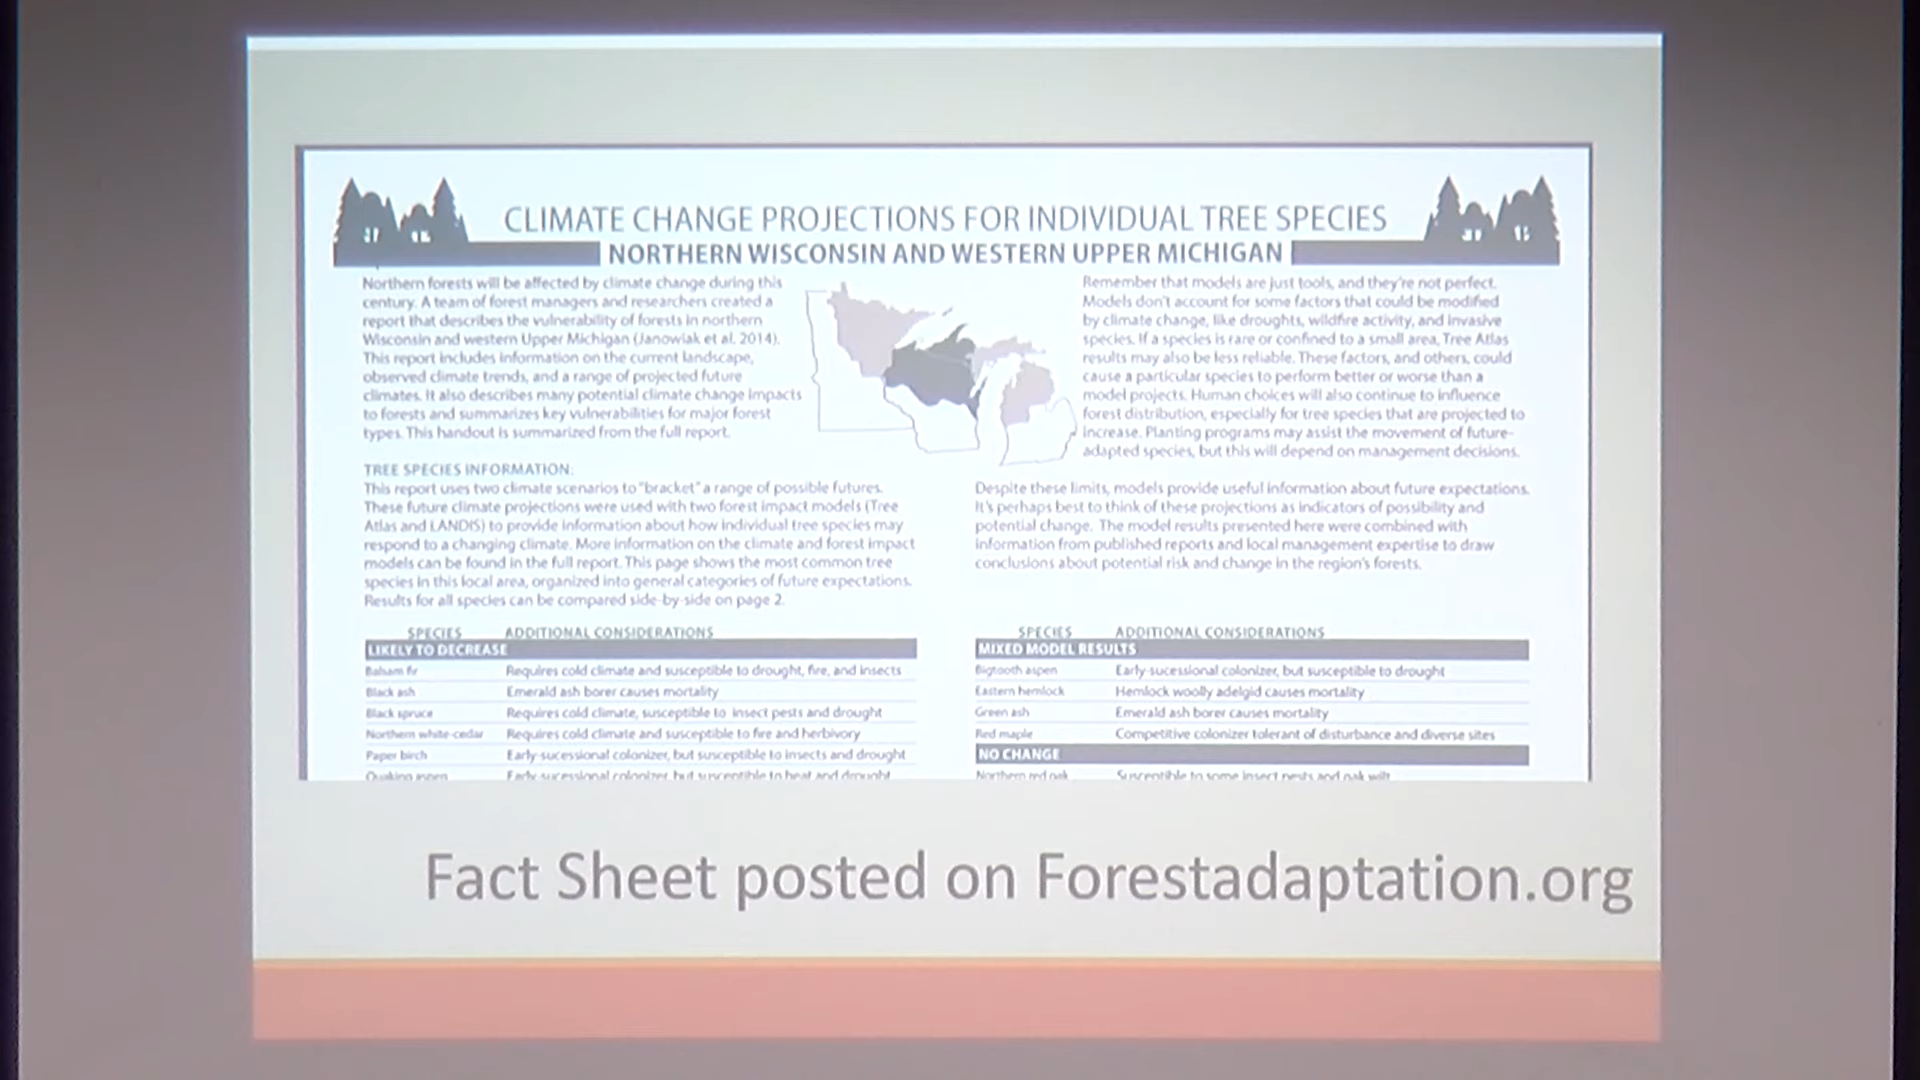 CLIMATE CHANGE PROJECTIONS FOR INDIVIDUAL TREE SPECIES
NORTHERN WISCONSIN AND WESTERN UPPER MICHIGAN
Northern forests will be affected by climate change during this
century. A team of forest managers and researchers created a
report that describes the vulnerability of forests in northern
Wisconsin and western Upper Michigan (Janowiak et al. 2014).
This report includes information on the current landscape,
observed climate trends, and a range of projected future
climates. It also describes many potential climate change impacts
to forests and summarizes key vulnerabilities for major forest
types. This handout is summarized from the full report.
Remember that models are just tools, and they're not perfect.
Models don't account for some factors that could be modified
by climate change, like droughts, wildfire activity, and invasive
species. If a species is rare or confined to a small area, Tree Atlas
results may also be less reliable. These factors, and others, could
cause a particular species to perform better or worse than a
model projects. Human choices will also continue to influence
forest distribution, especially for tree species that are projected to
increase. Planting programs may assist the movement of future-
adapted species, but this will depend on management decisions.
TREE SPECIES INFORMATION:
This report uses two climate scenarios to "bracket" a range of possible futures.
These future climate projections were used with two forest impact models (Tree
Atlas and LANDIS) to provide information about how individual tree species may
respond to a changing climate. More information on the climate and forest impact
models can be found in the full report. This page shows the most common tree
species in this local area, organized into general categories of future expectations.
Results for all species can be compared side-by-side on page 2.
Despite these limits, models provide useful information about future expectations.
It's perhaps best to think of these projections as indicators of possibility and
potential change. The model results presented here were combined with
information from published reports and local management expertise to draw
conclusions about potential risk and change in the region's forests.
SPECIES ADDITIONAL CONSIDERATIONS
LIKELY TO DECREASE
Balsam fir Requires cold climate and susceptible to drought, fire, and insects
Black ash Emerald ash borer causes mortality
Black spruce Requires cold climate, susceptible to insect pests and drought
Northern white-cedar Requires cold climate and susceptible to fire and herbivory
Paper birch Early-sucessional colonizer, but susceptible to insects and drought
Quaking aspen Early-sucessional colonizer, but susceptible to heat and drought
SPECIES ADDITIONAL CONSIDERATIONS
MIXED MODEL RESULTS
Bigtooth aspen Early-sucessional colonizer, but susceptible to drought
Eastern hemlock Hemlock woolly adelgid causes mortality
Green ash Emerald ash borer causes mortality
Red maple Competitive colonizer tolerant of disturbance and diverse sites
NO CHANGE
Northern red oak Susceptible to some insect pests and oak wilt
Fact Sheet posted on Forestadaptation.org